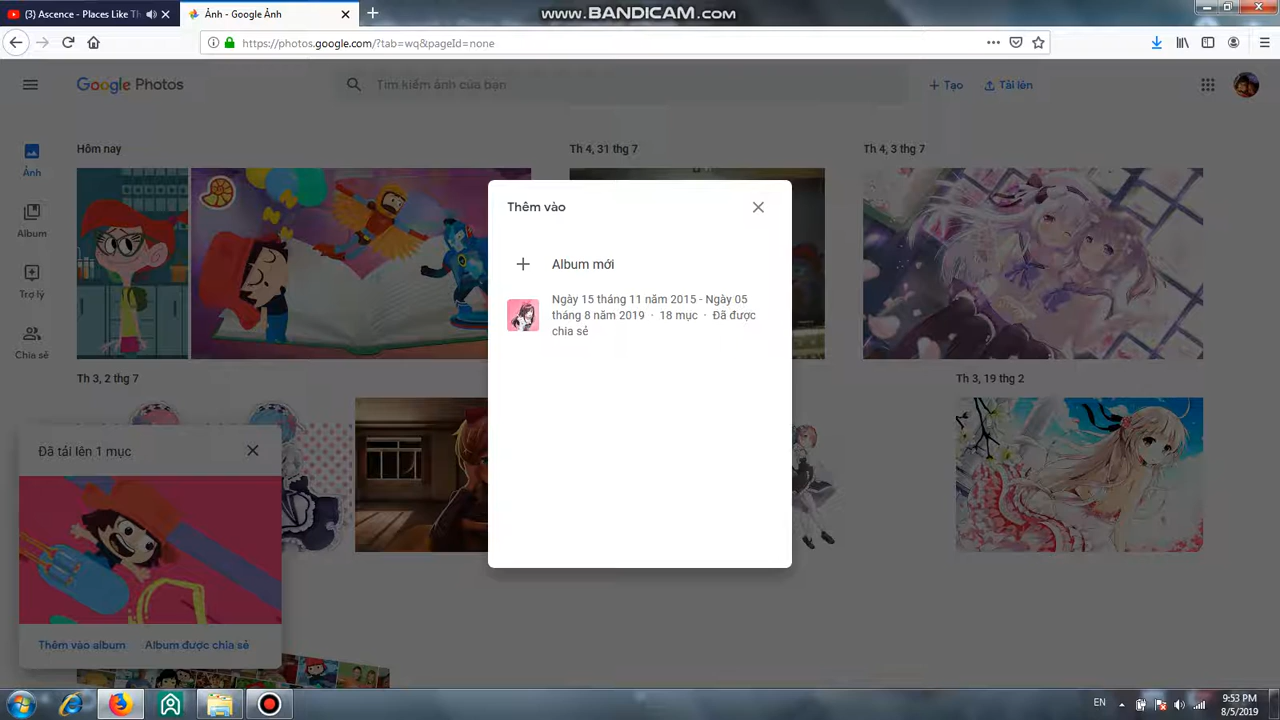 (3) Ascence - Places Like Th
Ảnh - Google Ảnh
www.BANDICAM.com
https://photos.google.com/?tab=wq&pageId=none
Google Photos
Tìm kiếm ảnh của bạn
Tạo
Tải lên
Ảnh
Album
Trợ lý
Chia sẻ
Hôm nay
Th 4, 31 thg 7
Th 4, 3 thg 7
Th 3, 2 thg 7
Th 3, 19 thg 2
Thêm vào
Album mới
Ngày 15 tháng 11 năm 2015 - Ngày 05
tháng 8 năm 2019 · 18 mục · Đã được
chia sẻ
Đã tải lên 1 mục
Thêm vào album
Album được chia sẻ
EN
9:53 PM
8/5/2019